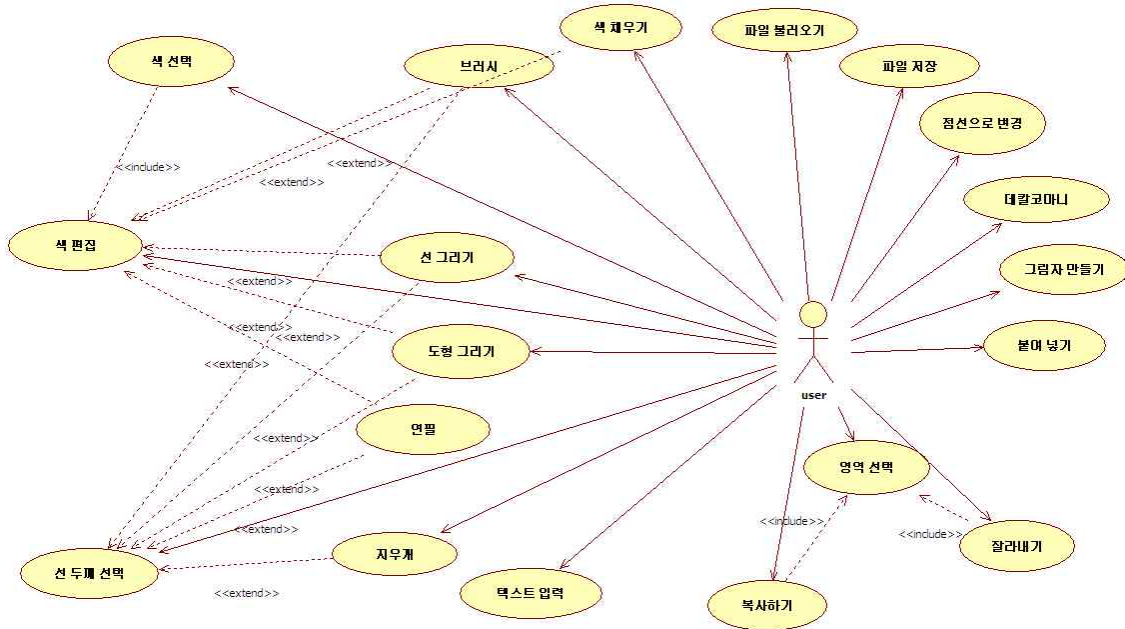 색 채우기
파일 불러오기
색 선택
브러시
파일 저장
점선으로 변경
<<include>>
<<extend>>
<<extend>>
데칼코마니
색 편집
선 그리기
그림자 만들기
<<extend>>
<<extend>>
<<extend>>
도형 그리기
붙여 넣기
user
연필
<<extend>>
영역 선택
<<extend>>
<<extend>>
<<include>>
<<include>>
지우개
잘라내기
선 두께 선택
<<extend>>
텍스트 입력
복사하기